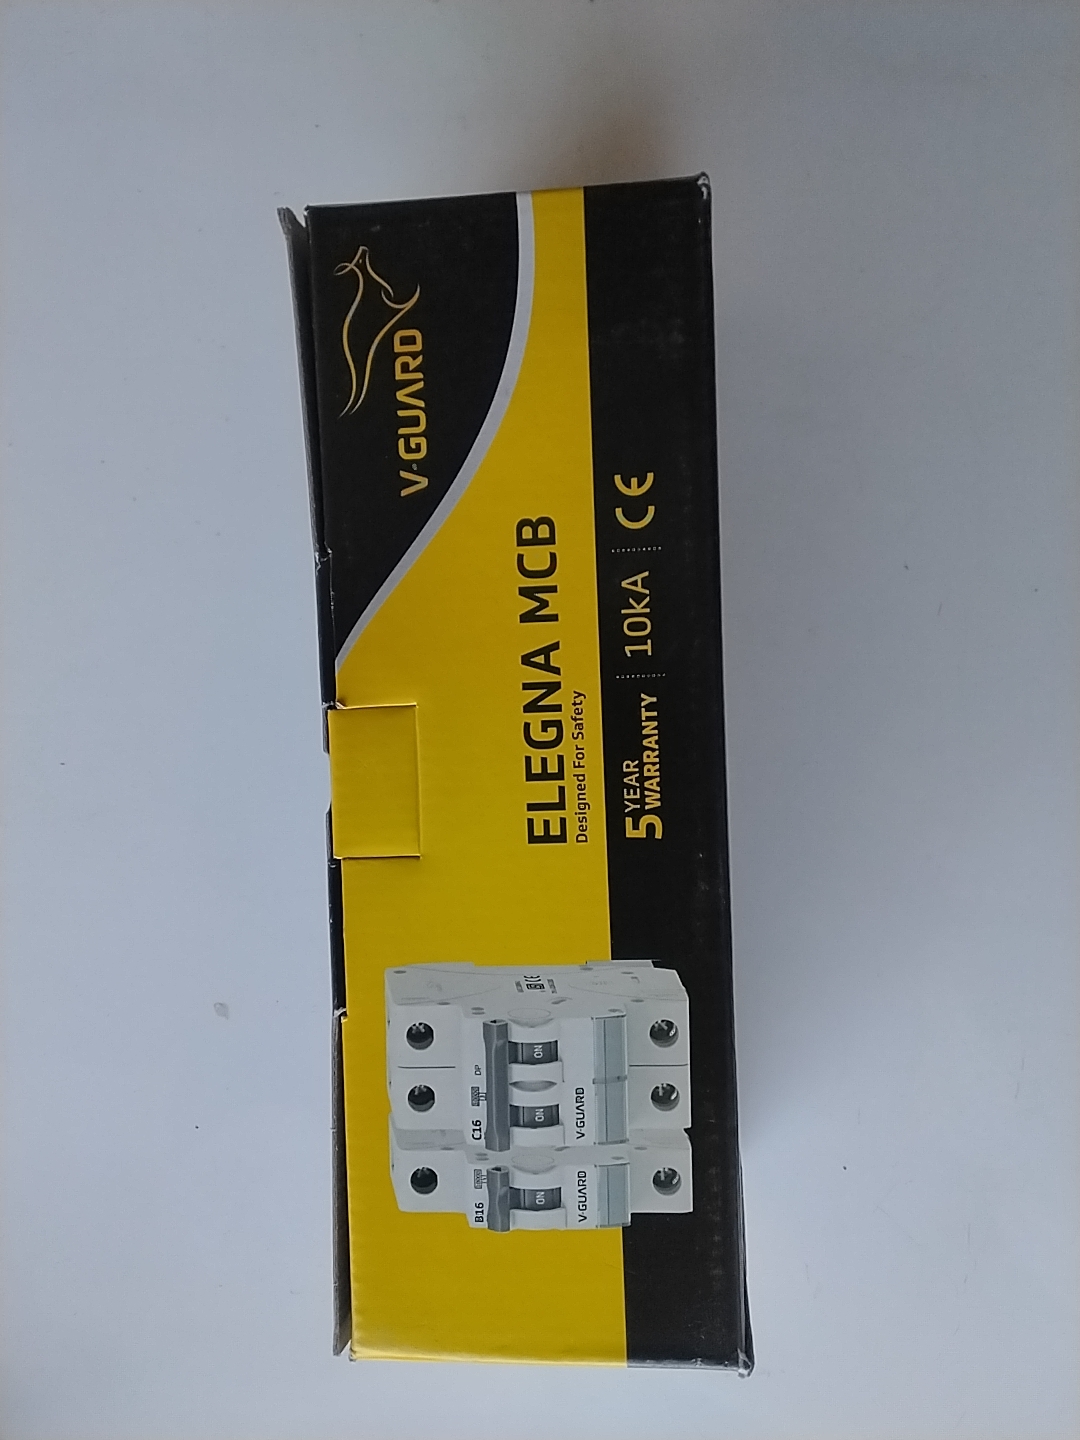 V-GUARD
ELEGNA MCB
Designed For Safety
5 YEAR
WARRANTY
10kA
CE
C16
DP
ON
ON
V-GUARD
B16
ON
V-GUARD